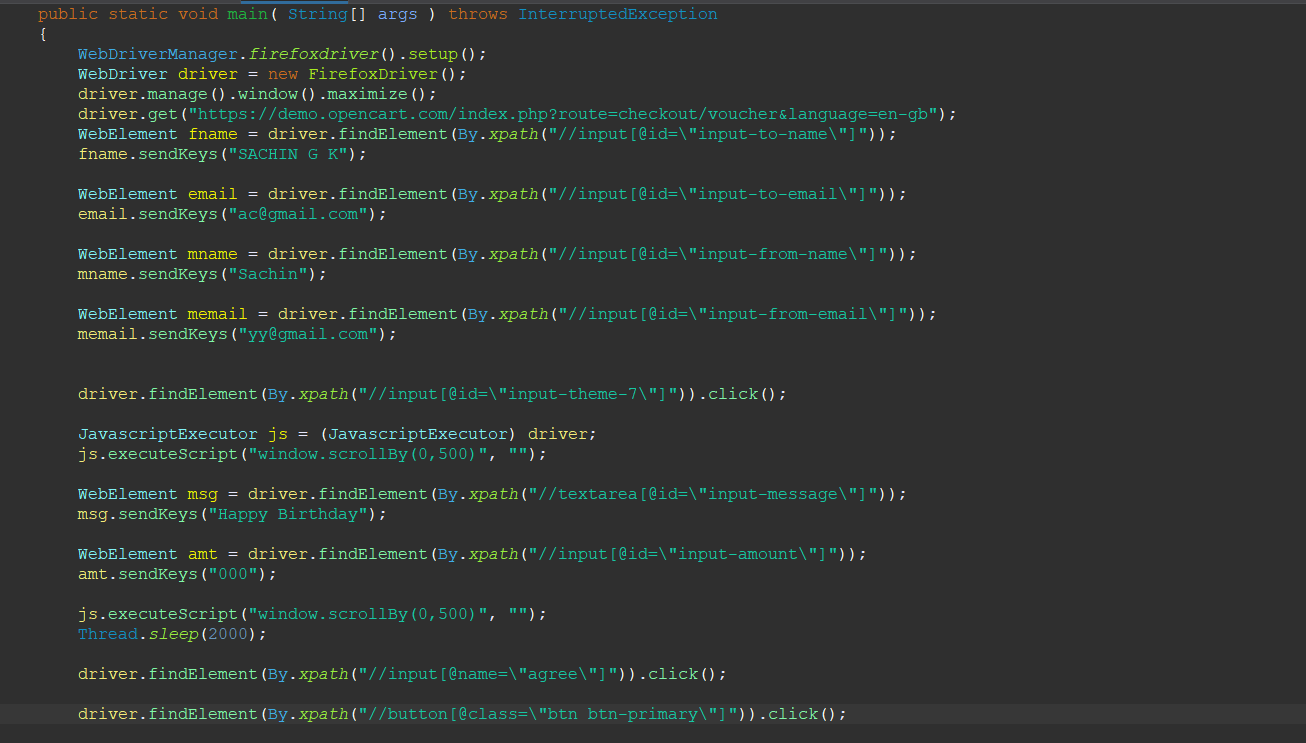 public static void main( String[] args ) throws InterruptedException
{
WebDriverManager.firefoxdriver().setup();
WebDriver driver = new FirefoxDriver();
driver.manage().window().maximize();
driver.get("https://demo.opencart.com/index.php?route=checkout/voucher&language=en-gb");
WebElement fname = driver.findElement(By.xpath("//input[@id=\"input-to-name\"]"));
fname.sendKeys("SACHIN G K");
WebElement email = driver.findElement(By.xpath("//input[@id=\"input-to-email\"]"));
email.sendKeys("ac@gmail.com");
WebElement mname = driver.findElement(By.xpath("//input[@id=\"input-from-name\"]"));
mname.sendKeys("Sachin");
WebElement memail = driver.findElement(By.xpath("//input[@id=\"input-from-email\"]"));
memail.sendKeys("yy@gmail.com");
driver.findElement(By.xpath("//input[@id=\"input-theme-7\"]")).click();
JavascriptExecutor js = (JavascriptExecutor) driver;
js.executeScript("window.scrollBy(0,500)", "");
WebElement msg = driver.findElement(By.xpath("//textarea[@id=\"input-message\"]"));
msg.sendKeys("Happy Birthday");
WebElement amt = driver.findElement(By.xpath("//input[@id=\"input-amount\"]"));
amt.sendKeys("000");
js.executeScript("window.scrollBy(0,500)", "");
Thread.sleep(2000);
driver.findElement(By.xpath("//input[@name=\"agree\"]")).click();
driver.findElement(By.xpath("//button[@class=\"btn btn-primary\"]")).click();